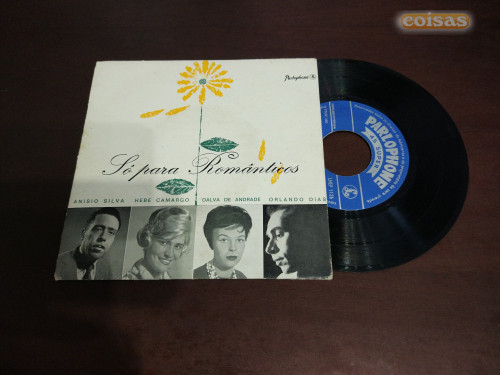 coisas
Parlophone
Só para Românticos
ANISIO SILVA HEBE CAMARGO DALVA DE ANDRADE ORLANDO DIAS
PARLOPHONE